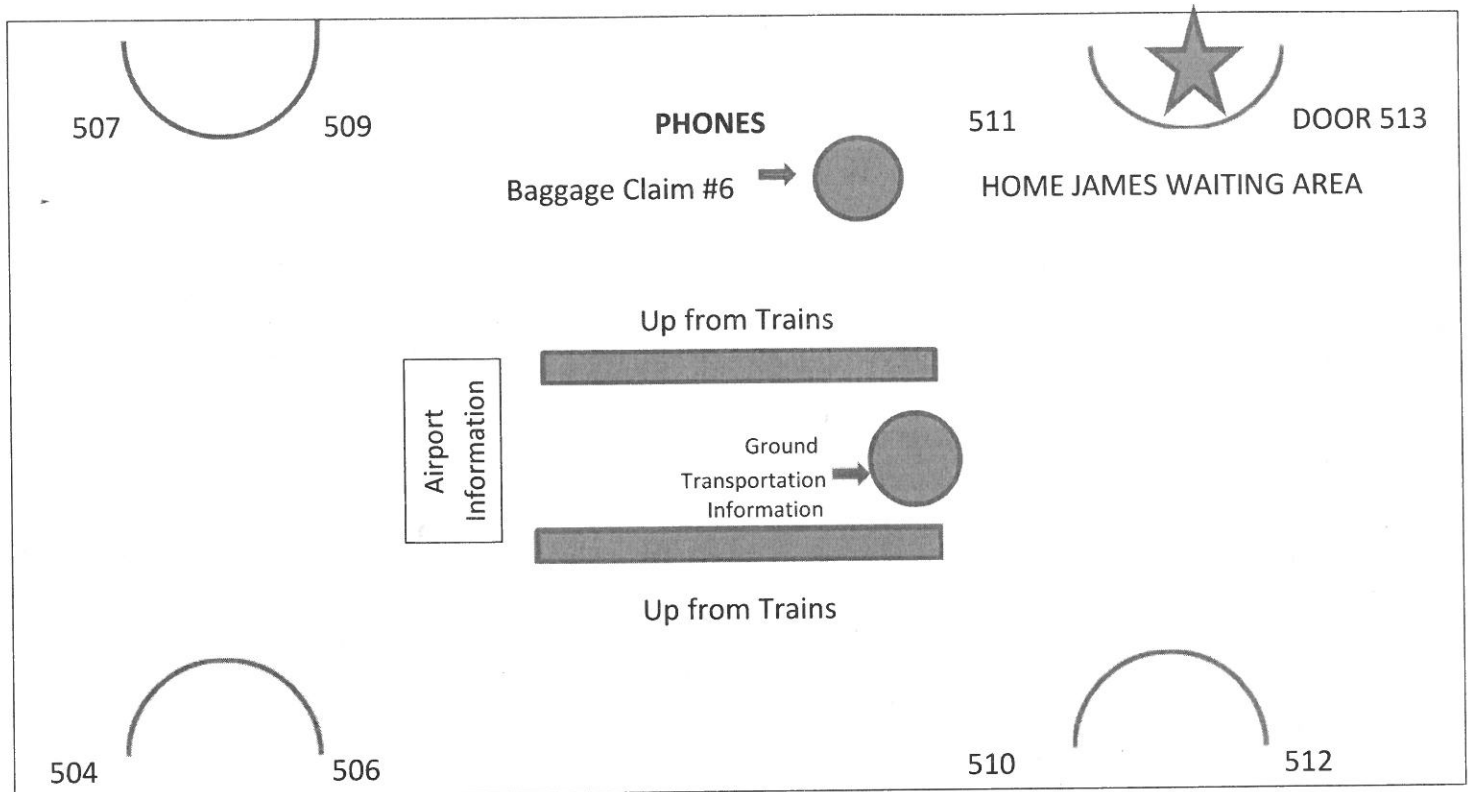 507
509
PHONES
511
DOOR 513
Baggage Claim #6
HOME JAMES WAITING AREA
Up from Trains
Airport
Information
Ground
Transportation
Information
Up from Trains
504
506
510
512